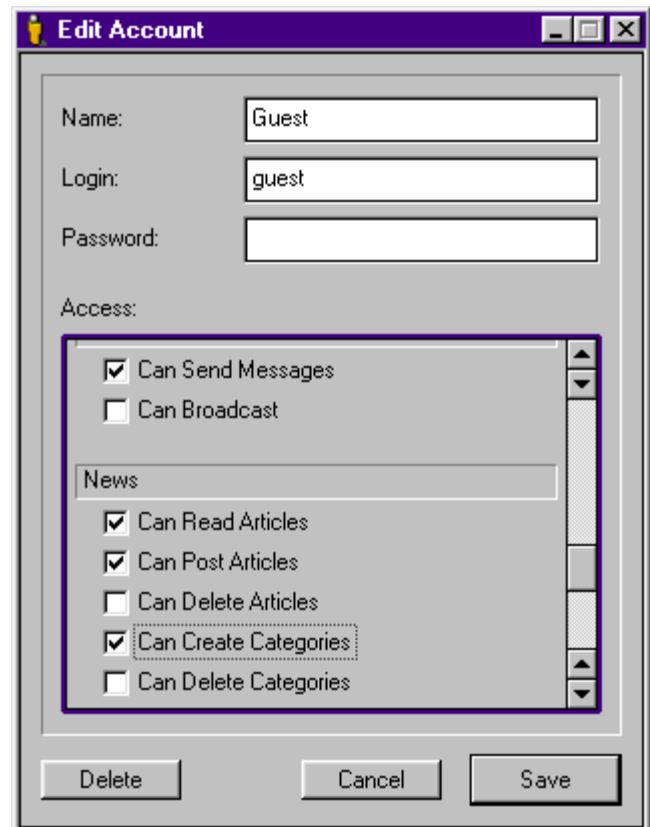 Edit Account
Name: Guest
Login: guest
Password:
Access:
Can Send Messages
Can Broadcast
News
Can Read Articles
Can Post Articles
Can Delete Articles
Can Create Categories
Can Delete Categories
Delete Cancel Save